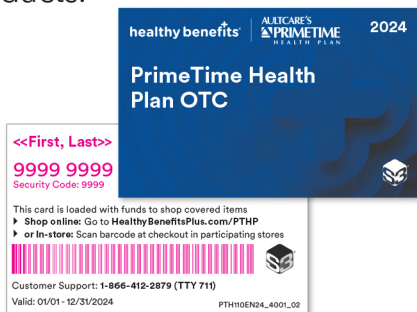 healthy benefits+
AULTCARE'S
PRIMETIME
HEALTH PLAN
2024
PrimeTime Health
Plan OTC
S3
<<First, Last>>
9999 9999
Security Code: 9999
This card is loaded with funds to shop covered items
Shop online: Go to HealthyBenefitsPlus.com/PTHP
or In-store: Scan barcode at checkout in participating stores
S3
Customer Support: 1-866-412-2879 (TTY 711)
Valid: 01/01 - 12/31/2024
PTH110EN24_4001_02